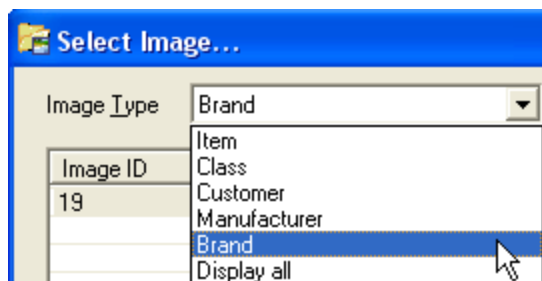 Select Image...
Image Type Brand
Item
Image ID Class
19 Customer
Manufacturer
Brand
Display all